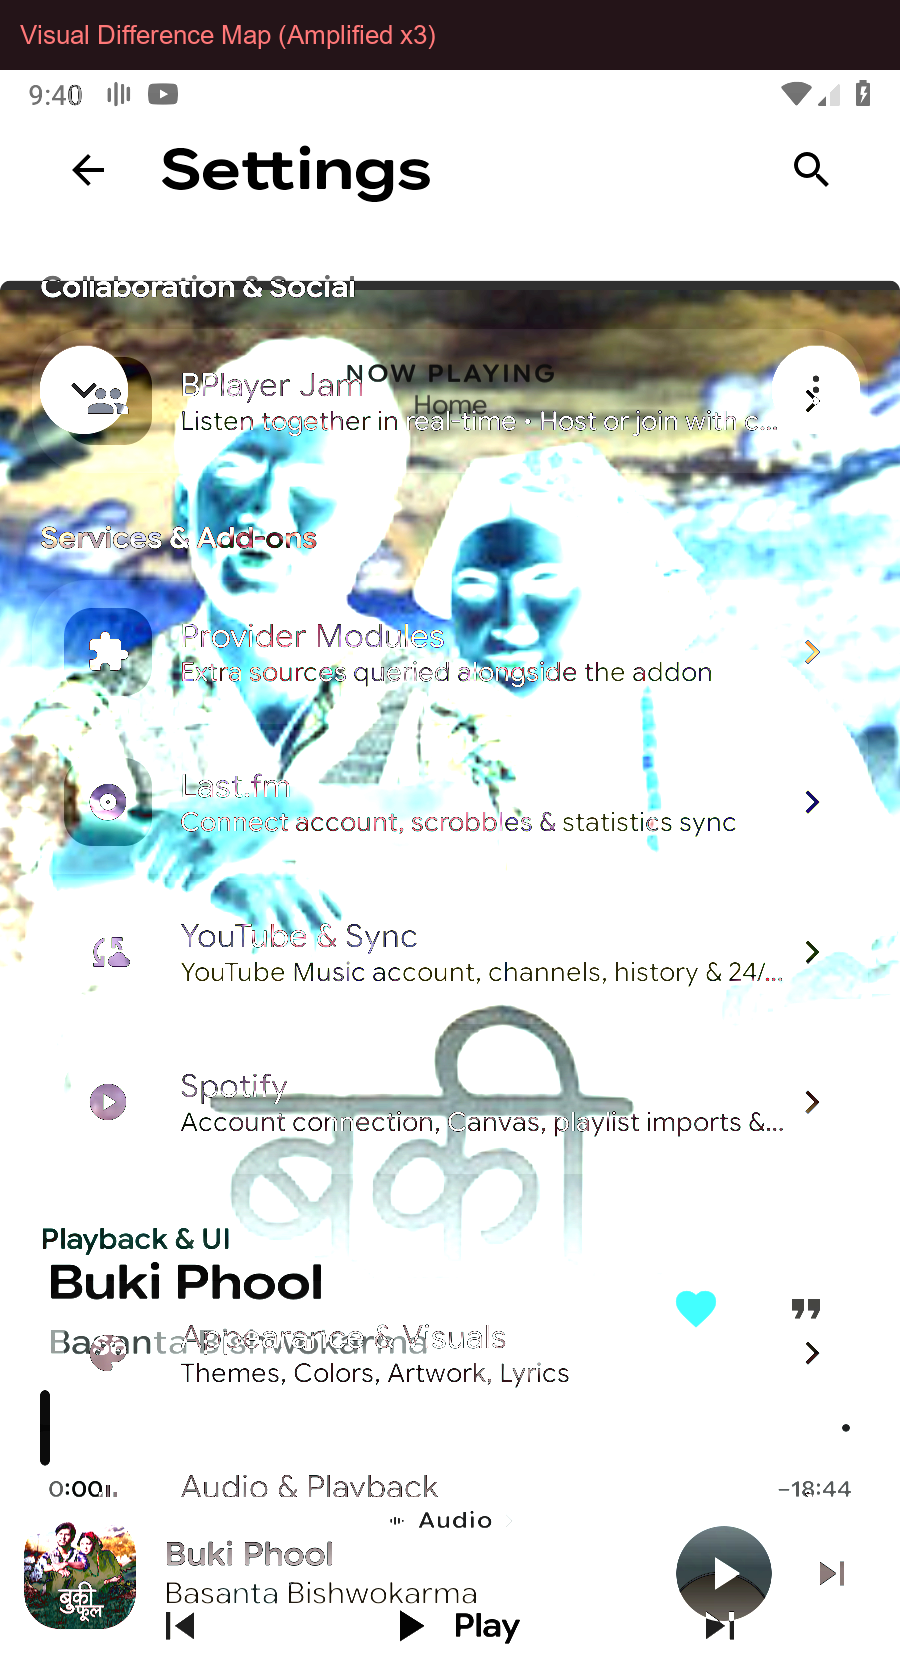 Visual Difference Map (Amplified x3)
9:40
Settings
Collaboration & Social
NOW PLAYING
BPlayer Jam
Home
Listen together in real-time • Host or join with c...
Services & Add-ons
Provider Modules
Extra sources queried alongside the addon
Last.fm
Connect account, scrobbles & statistics sync
YouTube & Sync
YouTube Music account, channels, history & 24/...
Spotify
Account connection, Canvas, playlist imports &...
बुकी
Playback & UI
Buki Phool
Appearance & Visuals
Basanta Bishwokarma
Themes, Colors, Artwork, Lyrics
0:00
Audio & Playback
−18:44
Audio
Buki Phool
Basanta Bishwokarma
बुकी
फूल
Play